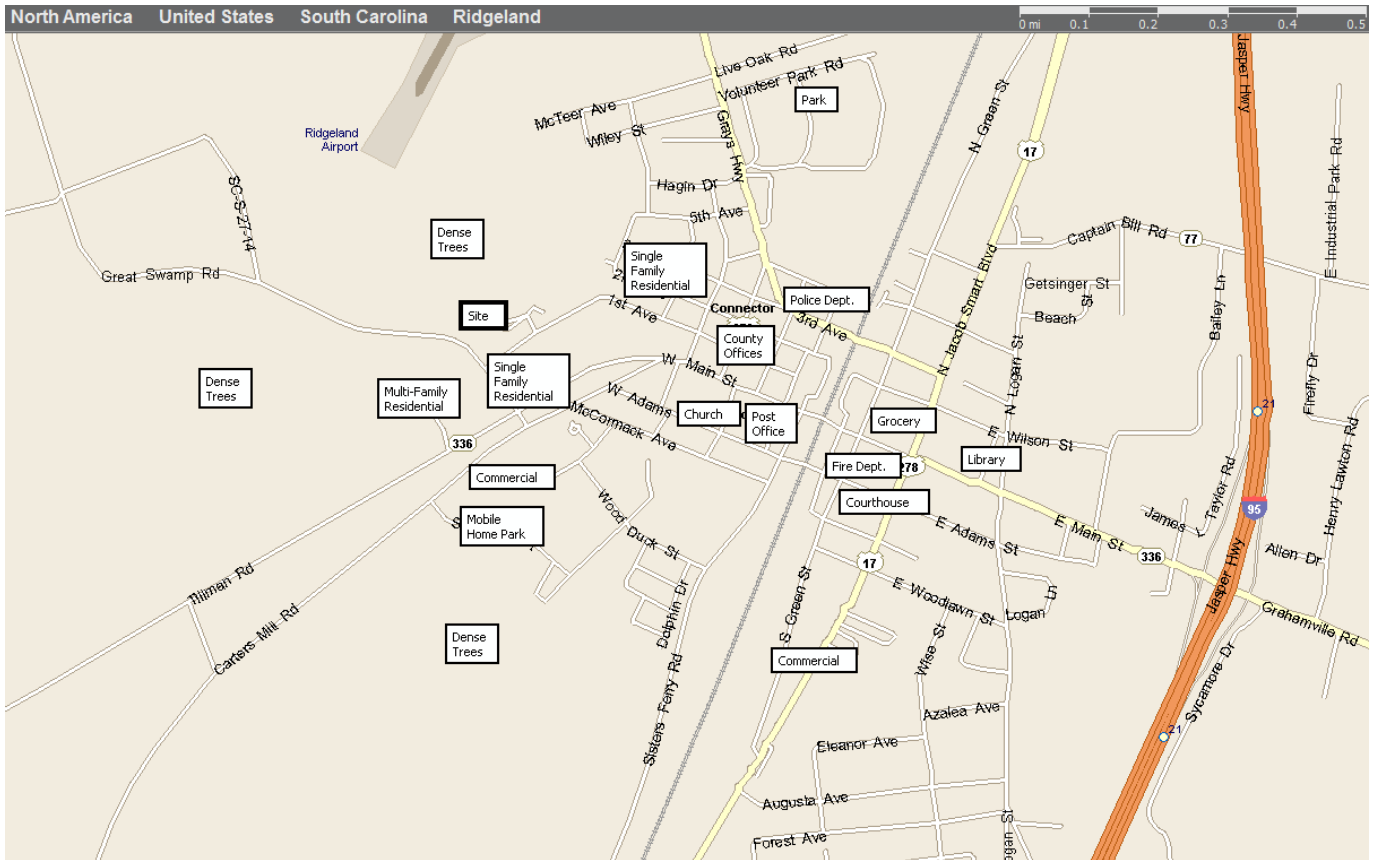 North America United States South Carolina Ridgeland
0 mi 0.1 0.2 0.3 0.4 0.5
Jasper Hwy
Jasper Hwy
Live Oak Rd
Volunteer Park Rd
Park
McTeer Ave
Wiley St
Grays Hwy
N Green St
Ridgeland
Airport
17
E Industrial Park Rd
SC-S-27-14
Hagin Dr
5th Ave
Dense
Trees
Captain Bill Rd
77
Great Swamp Rd
Single
Family
Residential
Getsinger St
Bailey Ln
Police Dept.
1st Ave
Connector
Site
3rd Ave
Beach St
N Jacob Smart Blvd
County
Offices
N Logan St
Firefly Dr
W Main St
Dense
Trees
Multi-Family
Residential
Single
Family
Residential
W Adams
McCormack Ave
Church
Post
Office
Grocery
21
E Wilson St
336
Library
Henry Lawton Rd
Commercial
Fire Dept.
278
Taylor Rd
Courthouse
95
Mobile
Home Park
Wood Duck St
James
E Adams St
E Main St
336
Allen Dr
17
Jasper Hwy
Tillman Rd
E Woodlawn St
Logan Ln
Grahamville Rd
Carters Mill Rd
Dolphin Dr
S Green St
Dense
Trees
Wise St
Commercial
Sycamore Dr
Sisters Ferry Rd
Azalea Ave
21
Eleanor Ave
Augusta Ave
Forest Ave